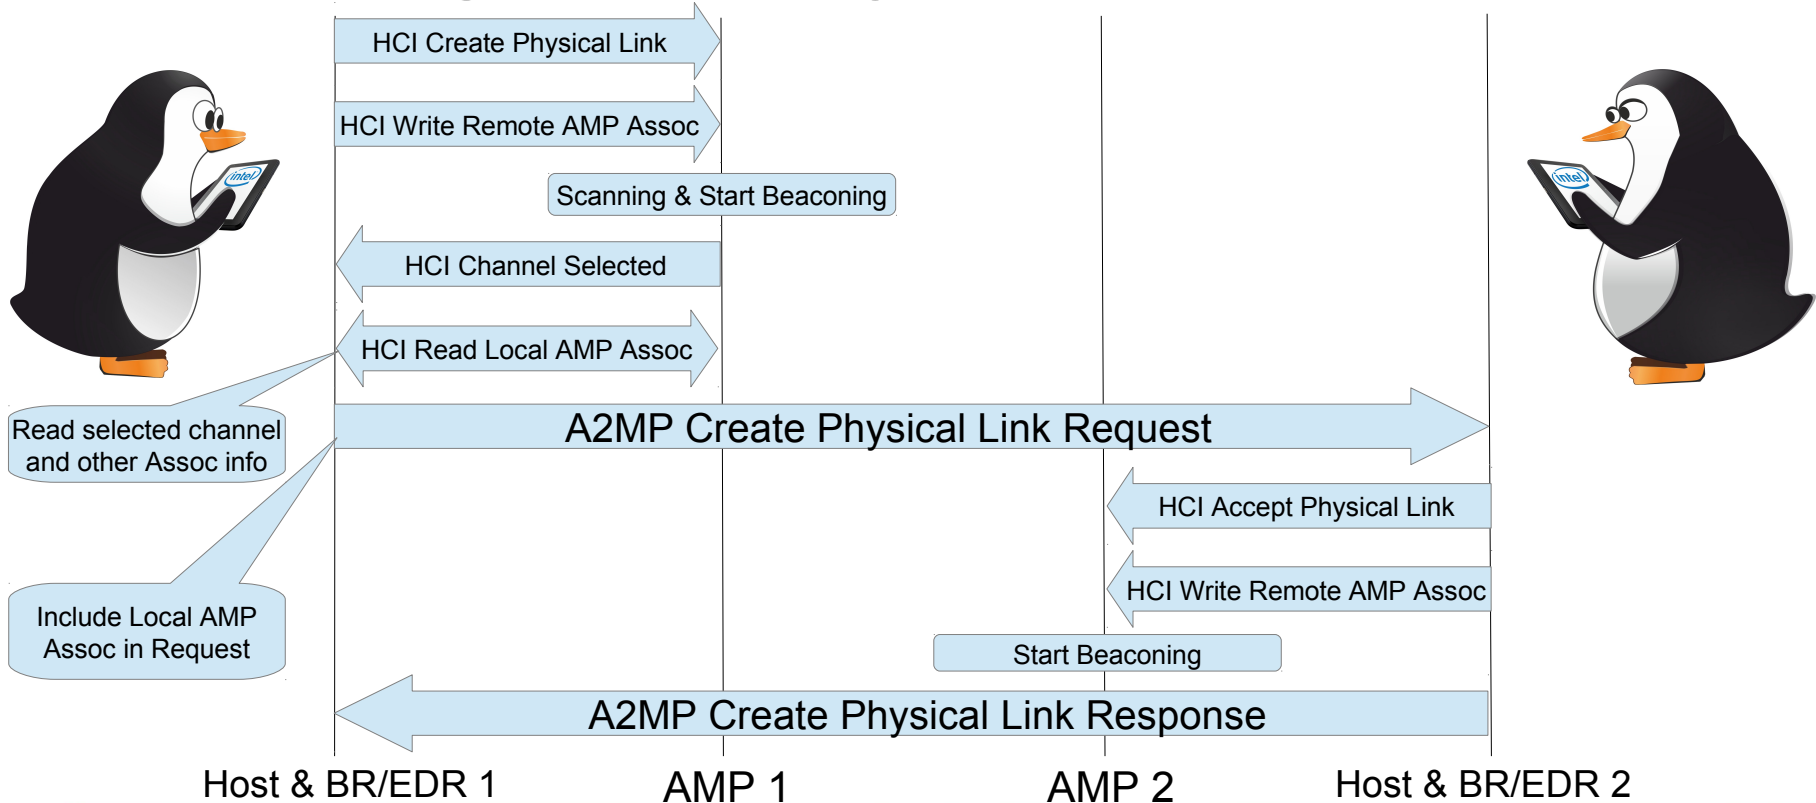 HCI Create Physical Link
HCI Write Remote AMP Assoc
intel
intel
Scanning & Start Beaconing
HCI Channel Selected
HCI Read Local AMP Assoc
Read selected channel
and other Assoc info
A2MP Create Physical Link Request
HCI Accept Physical Link
HCI Write Remote AMP Assoc
Include Local AMP
Assoc in Request
Start Beaconing
A2MP Create Physical Link Response
Host & BR/EDR 1
AMP 1
AMP 2
Host & BR/EDR 2